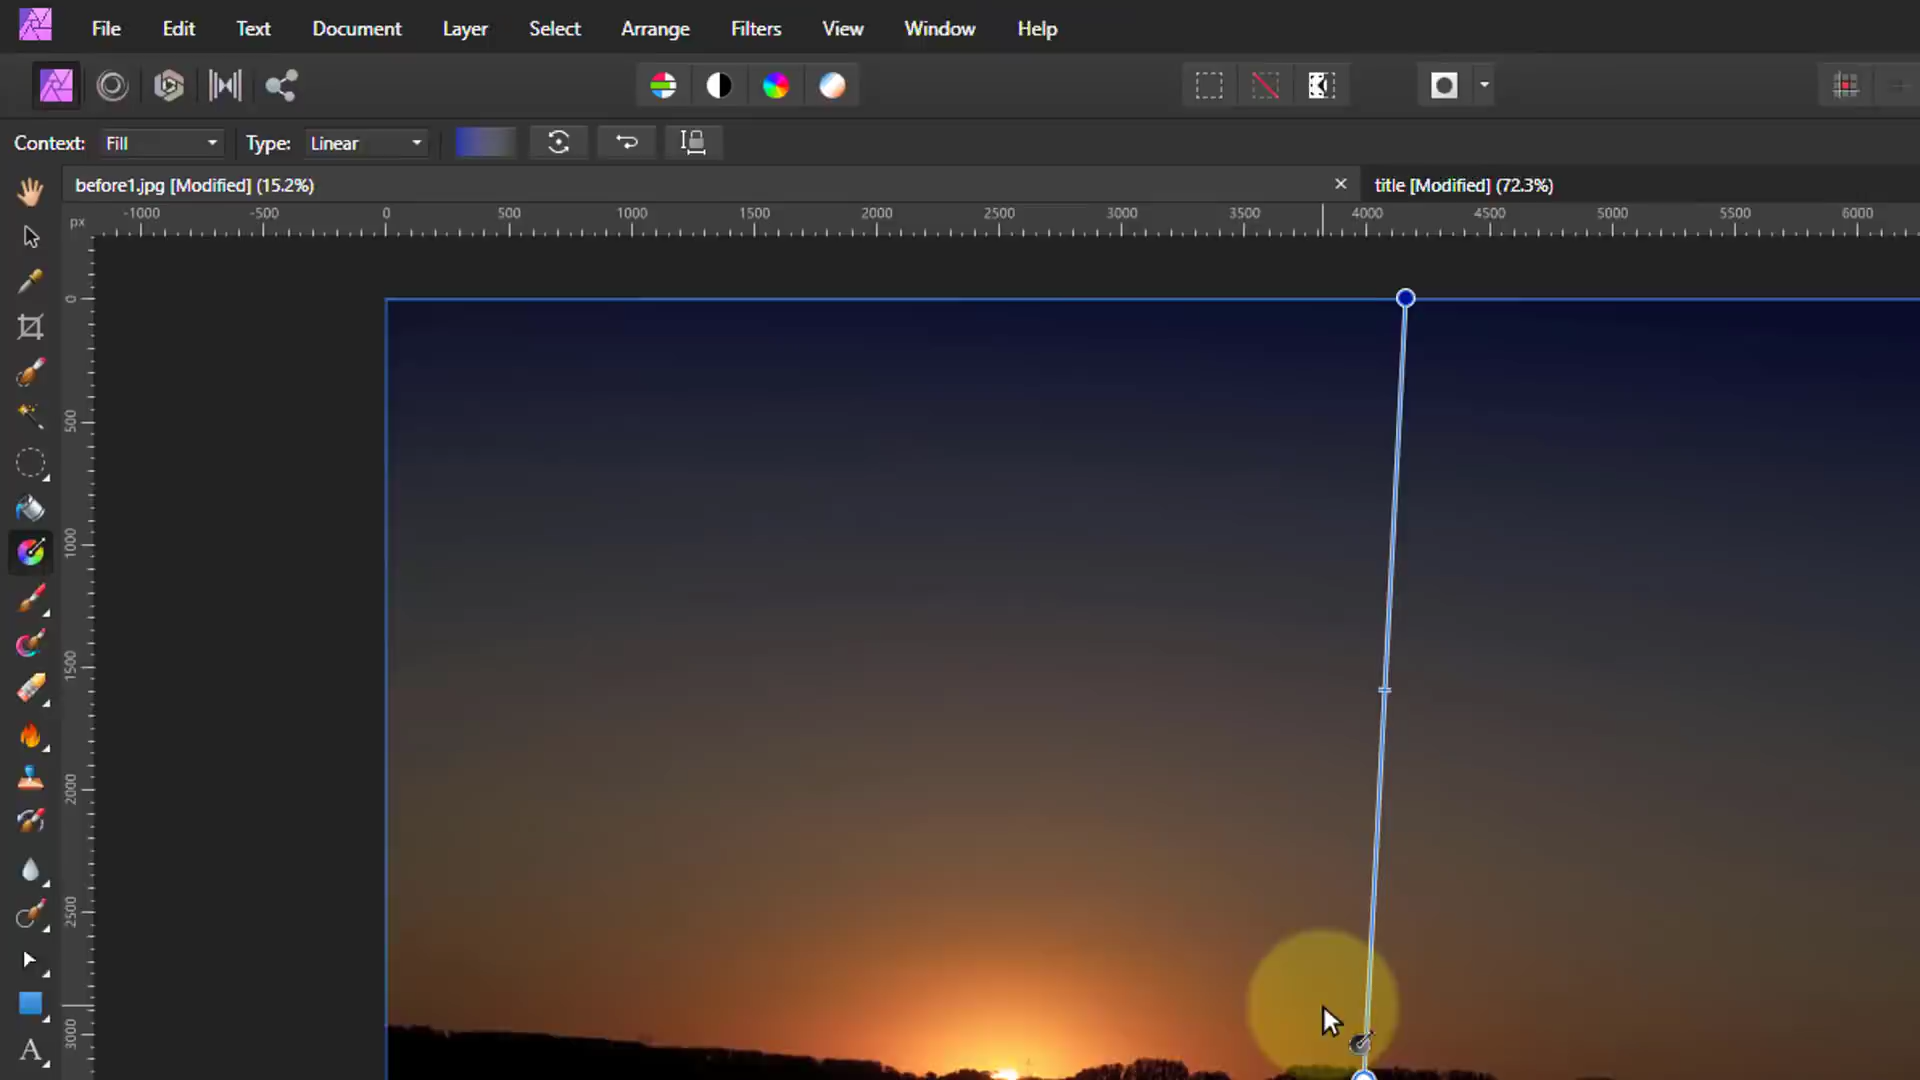 File Edit Text Document Layer Select Arrange Filters View Window Help
Context: Fill Type: Linear
before1.jpg [Modified] (15.2%) title [Modified] (72.3%)
px -1000 -500 0 500 1000 1500 2000 2500 3000 3500 4000 4500 5000 5500 6000
0
500
1000
1500
2000
2500
3000
A